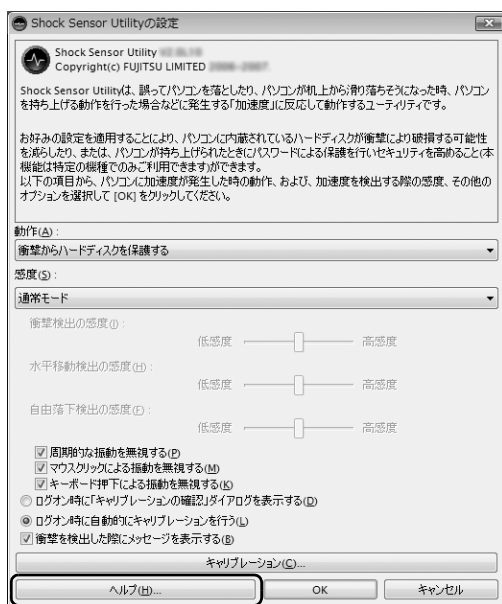 Shock Sensor Utilityの設定
Shock Sensor Utility
Copyright(c) FUJITSU LIMITED
Shock Sensor Utilityは、誤ってパソコンを落としたり、パソコンが机上から滑り落ちそうになった時、パソコン
を持ち上げる動作を行った場合などに発生する「加速度」に反応して動作するユーティリティです。
お好みの設定を適用することにより、パソコンに内蔵されているハードディスクが衝撃により破損する可能性
を減らしたり、または、パソコンが持ち上げられたときにパスワードによる保護を行いセキュリティを高めること(本
機能は特定の機種でのみご利用できます)ができます。
以下の項目から、パソコンに加速度が発生した時の動作、および、加速度を検出する際の感度、その他の
オプションを選択して [OK] をクリックしてください。
動作(A) :
衝撃からハードディスクを保護する
感度(S) :
通常モード
衝撃検出の感度(I) :
低感度 高感度
水平移動検出の感度(H) :
低感度 高感度
自由落下検出の感度(F) :
低感度 高感度
周期的な振動を無視する(P)
マウスクリックによる振動を無視する(M)
キーボード押下による振動を無視する(K)
ログオン時に「キャリブレーションの確認」ダイアログを表示する(D)
ログオン時に自動的にキャリブレーションを行う(L)
衝撃を検出した際にメッセージを表示する(B)
キャリブレーション(C)...
ヘルプ(H)... OK キャンセル